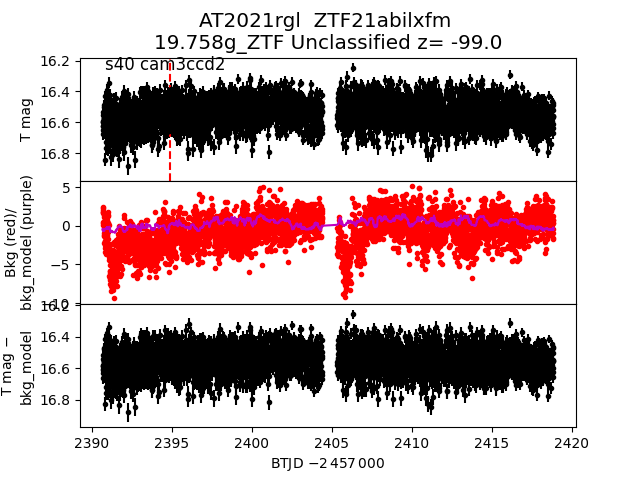 AT2021rgl  ZTF21abilxfm
19.758g_ZTF Unclassified z= -99.0
s40 cam3ccd2
16.2
16.4
16.6
16.8
T mag
5
0
−5
−10
Bkg (red)/
bkg_model (purple)
16.2
16.4
16.6
16.8
T mag −
bkg_model
2390
2395
2400
2405
2410
2415
2420
BTJD −2 457 000